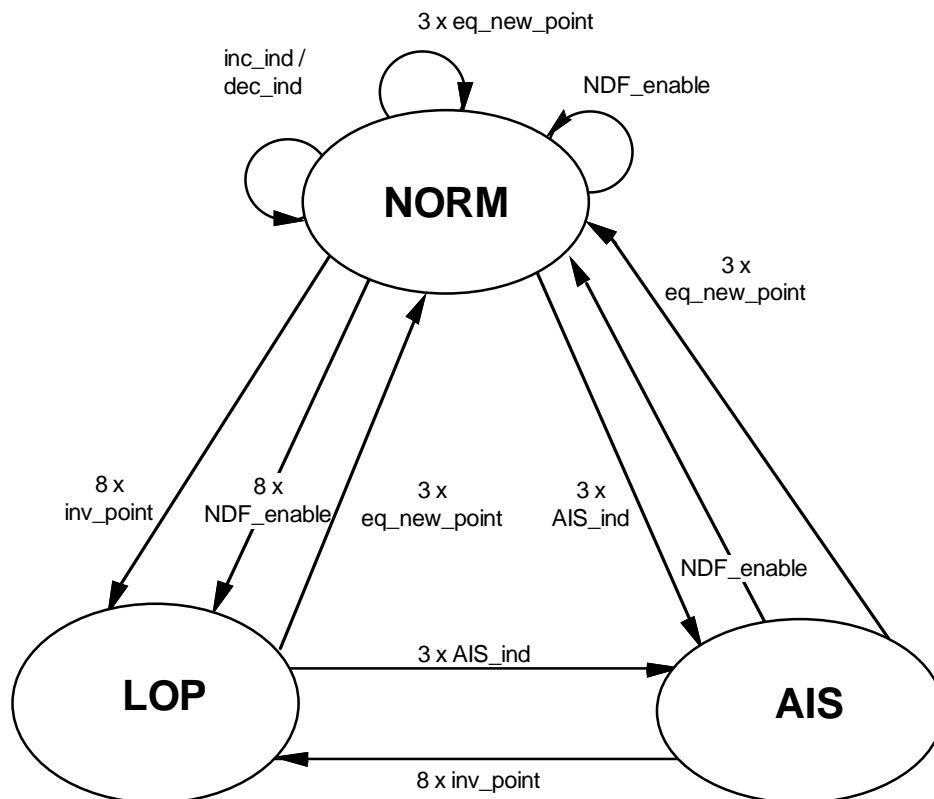 3 x eq_new_point
inc_ind /
dec_ind
NDF_enable
NORM
3 x
eq_new_point
8 x
inv_point
8 x
NDF_enable
3 x
eq_new_point
3 x
AIS_ind
NDF_enable
3 x AIS_ind
LOP
AIS
8 x inv_point